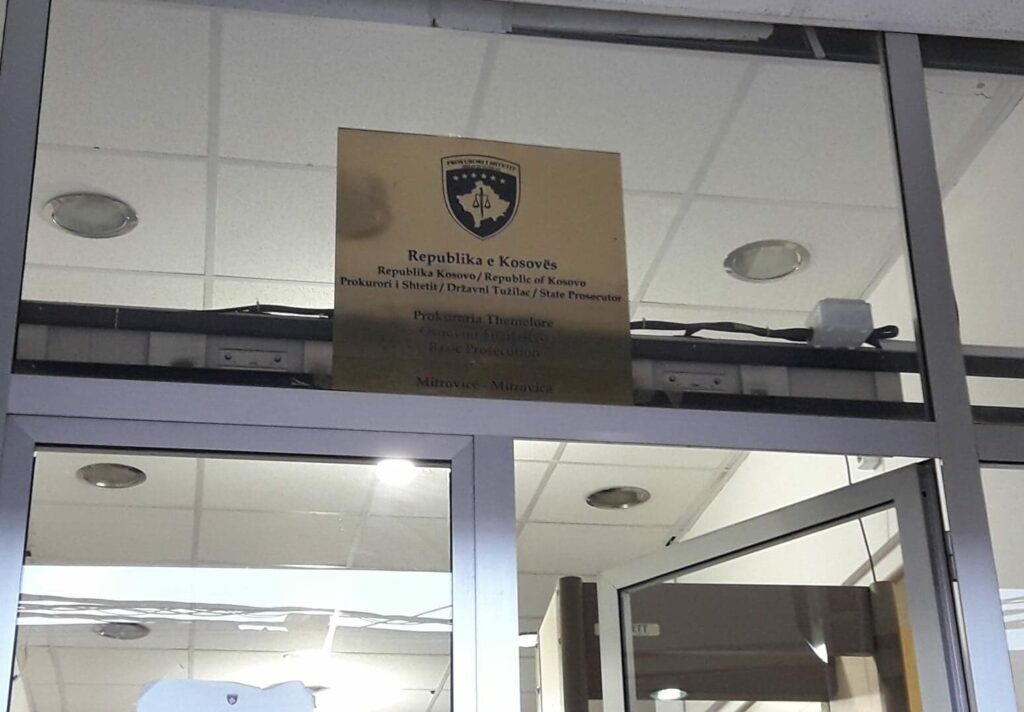 PROKURORI I SHTETIT
Republika e Kosovës
Republika Kosovo / Republic of Kosovo
Prokurori i Shtetit / Državni Tužilac / State Prosecutor
Prokuroria Themelore
Osnovno Tužilaštvo
Basic Prosecution
Mitrovicë - Mitrovica